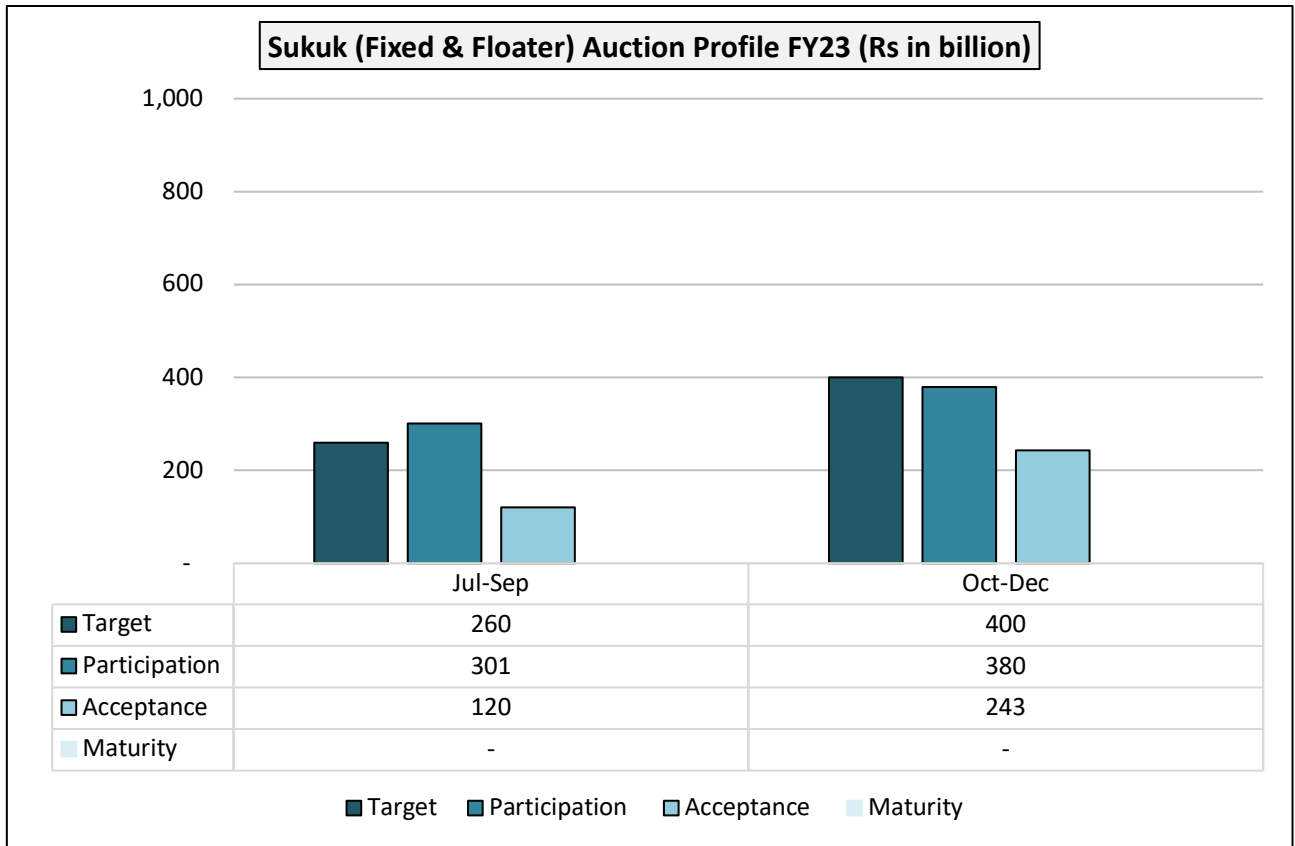 Sukuk (Fixed & Floater) Auction Profile FY23 (Rs in billion)
1,000
800
600
400
200
-
Jul-Sep Oct-Dec
Target 260 400
Participation 301 380
Acceptance 120 243
Maturity - -
Target Participation Acceptance Maturity